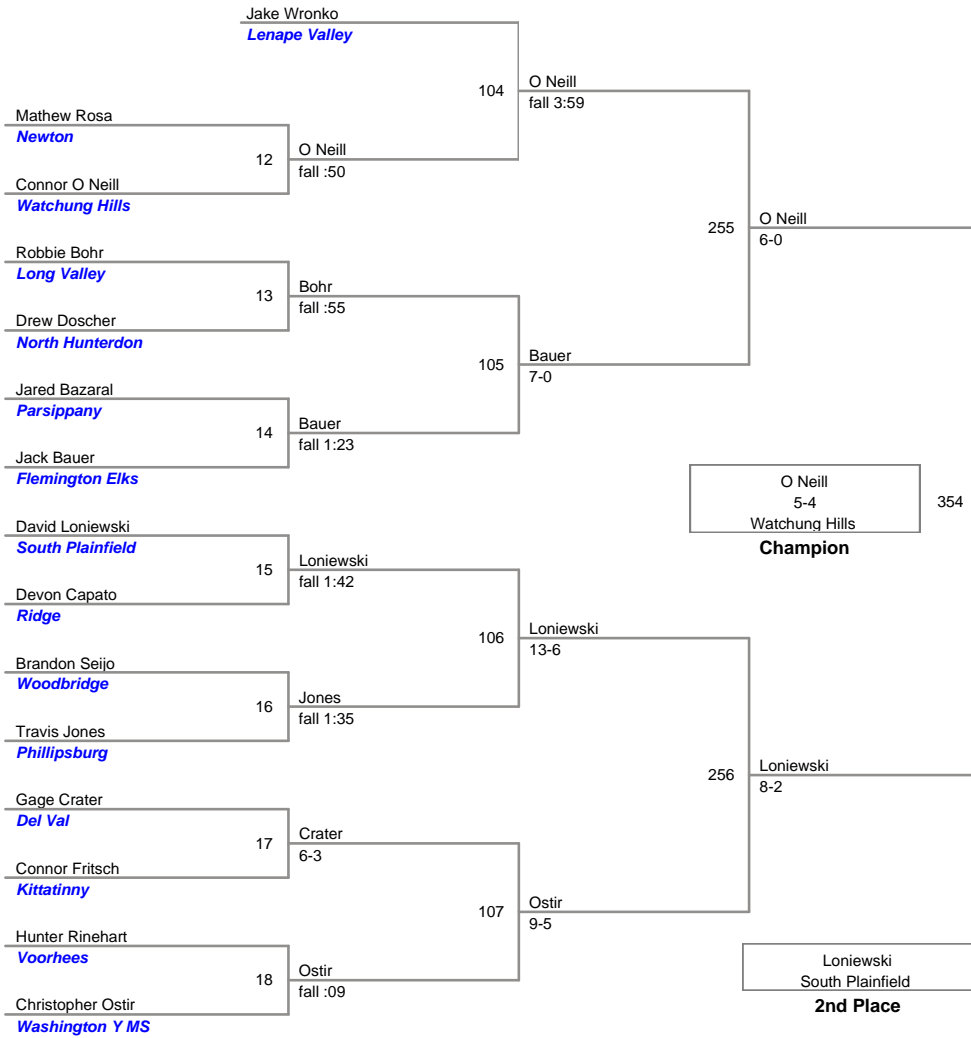 Jake Wronko
Lenape Valley
104
O Neill
fall 3:59
Mathew Rosa
Newton
12
O Neill
fall :50
Connor O Neill
Watchung Hills
255
O Neill
6-0
Robbie Bohr
Long Valley
13
Bohr
fall :55
Drew Doscher
North Hunterdon
105
Bauer
7-0
Jared Bazaral
Parsippany
14
Bauer
fall 1:23
Jack Bauer
Flemington Elks
O Neill
5-4
Watchung Hills
354
Champion
David Loniewski
South Plainfield
15
Loniewski
fall 1:42
Devon Capato
Ridge
106
Loniewski
13-6
Brandon Seijo
Woodbridge
16
Jones
fall 1:35
Travis Jones
Phillipsburg
256
Loniewski
8-2
Gage Crater
Del Val
17
Crater
6-3
Connor Fritsch
Kittatinny
107
Ostir
9-5
Hunter Rinehart
Voorhees
18
Ostir
fall :09
Christopher Ostir
Washington Y MS
Loniewski
South Plainfield
2nd Place